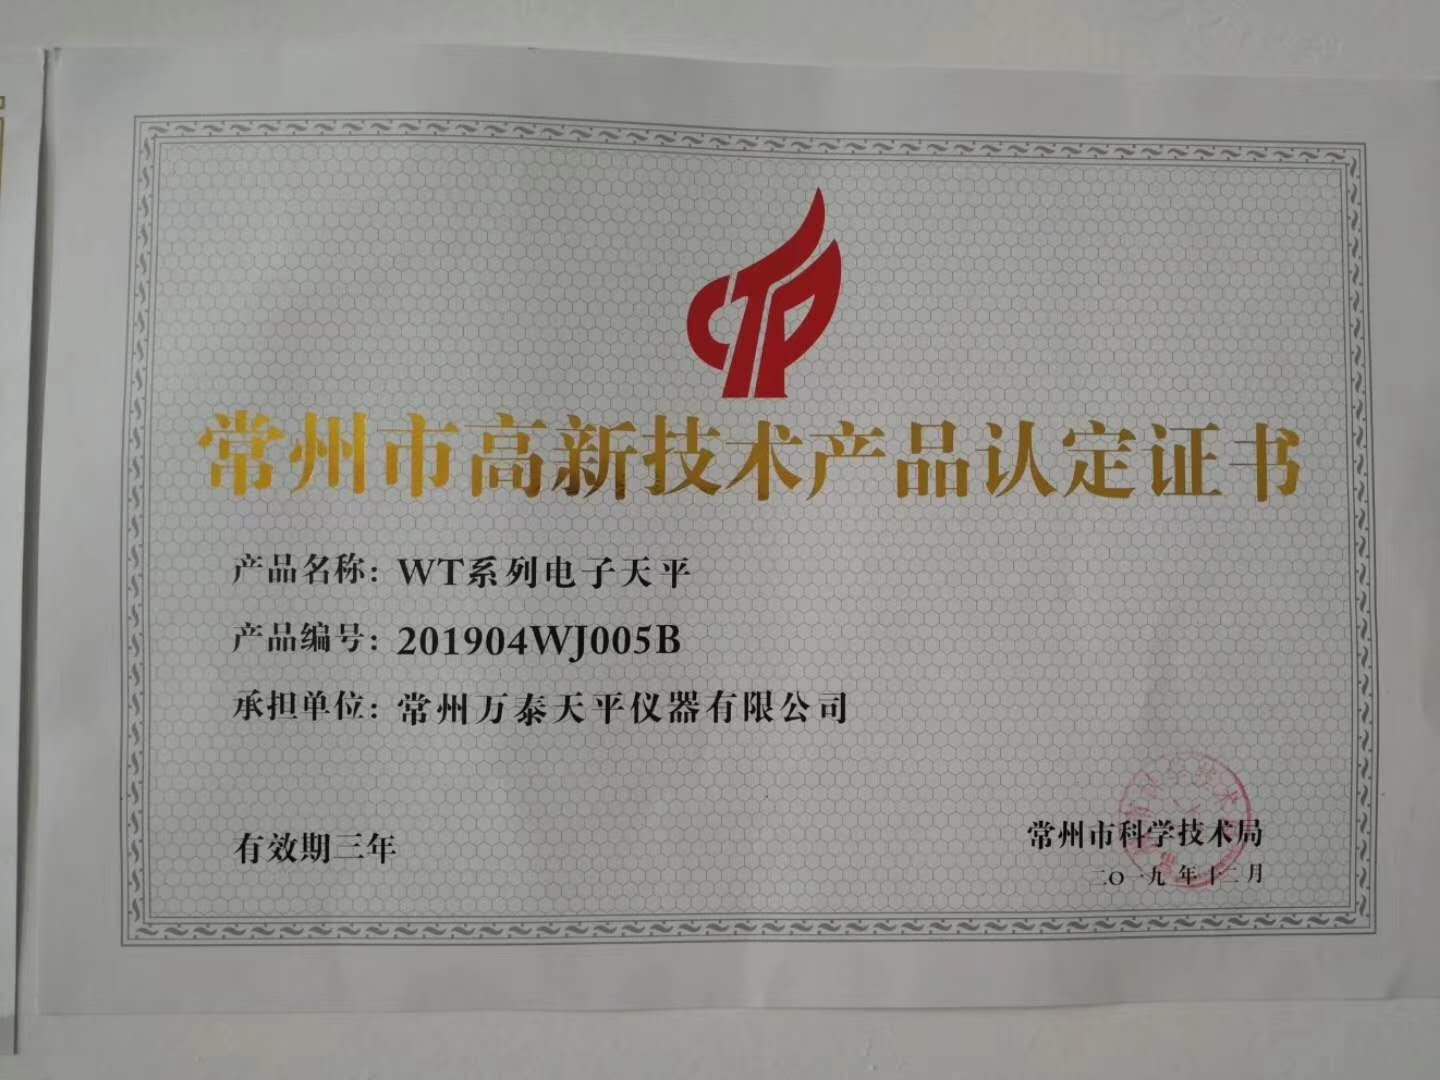 CTP
常州市高新技术产品认定证书
产品名称：WT系列电子天平
产品编号：201904WJ005B
承担单位：常州万泰天平仪器有限公司
有效期三年
常州市科学技术局
二〇一九年十二月